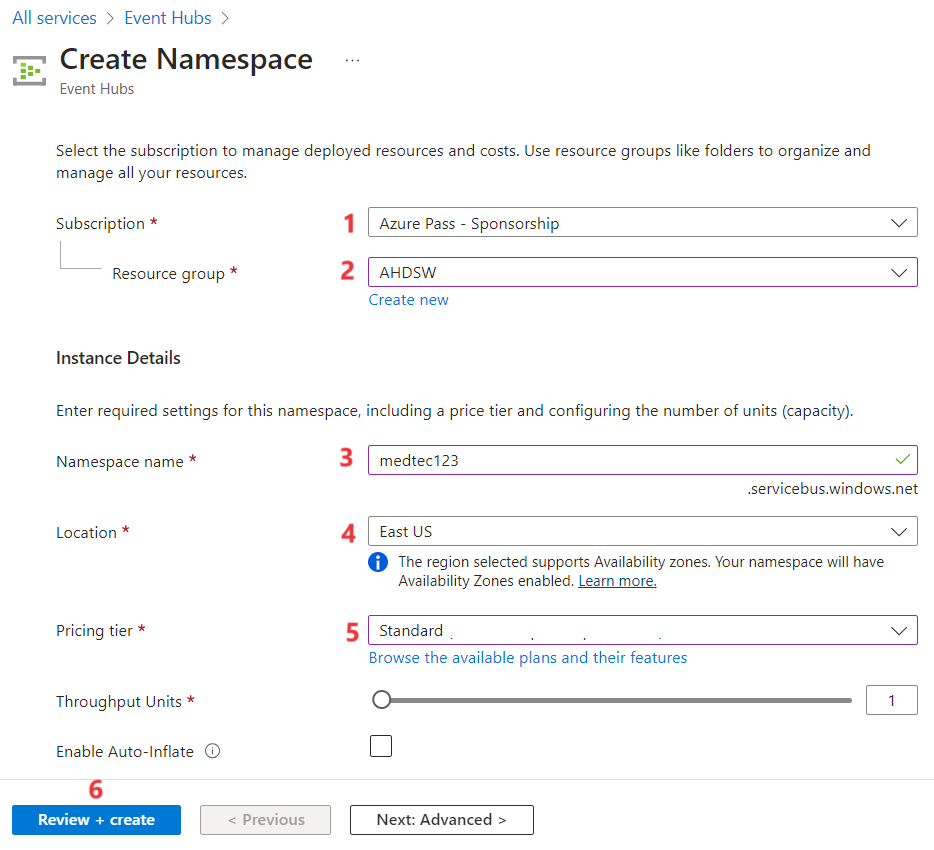 All services > Event Hubs >
Create Namespace ...
Event Hubs
Select the subscription to manage deployed resources and costs. Use resource groups like folders to organize and
manage all your resources.
Subscription * 1 Azure Pass - Sponsorship
Resource group * 2 AHDSW
Create new
Instance Details
Enter required settings for this namespace, including a price tier and configuring the number of units (capacity).
Namespace name * 3 medtec123
.servicebus.windows.net
Location * 4 East US
The region selected supports Availability zones. Your namespace will have
Availability Zones enabled. Learn more.
Pricing tier * 5 Standard
Browse the available plans and their features
Throughput Units * 1
Enable Auto-Inflate
6
Review + create < Previous Next: Advanced >